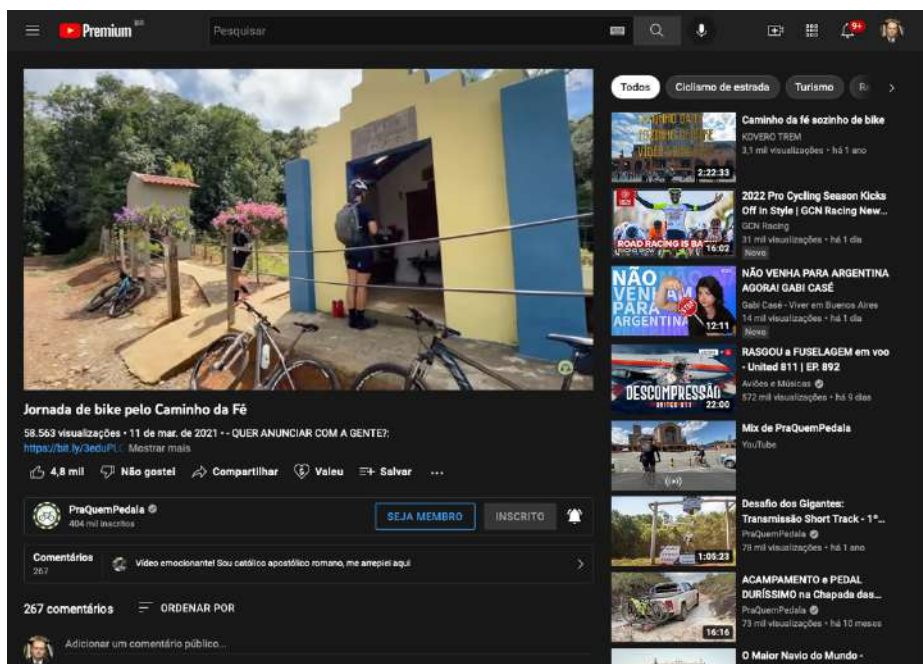 Premium BR
Pesquisar
9+
Jornada de bike pelo Caminho da Fé
58.563 visualizações • 11 de mar. de 2021 • - QUER ANUNCIAR COM A GENTE?:
https://bit.ly/3eduPLC Mostrar mais
4,8 mil Não gostei Compartilhar Valeu Salvar ...
PraQuemPedala
404 mil inscritos
SEJA MEMBRO
INSCRITO
Comentários
267
Vídeo emocionante! Sou católico apostólico romano, me arrepiei aqui
267 comentários
ORDENAR POR
Adicionar um comentário público...
Todos
Ciclismo de estrada
Turismo
2:22:33
Caminho da fé sozinho de bike
KOVERO TREM
3,1 mil visualizações • há 1 ano
ROAD RACING IS BA
16:02
2022 Pro Cycling Season Kicks
Off In Style | GCN Racing New...
GCN Racing
31 mil visualizações • há 1 dia
Novo
NÃO
VENHAM
PARA
ARGENTINA
STOP
12:11
NÃO VENHA PARA ARGENTINA
AGORA! GABI CASÉ
Gabi Casé - Viver em Buenos Aires
14 mil visualizações • há 1 dia
Novo
DESCOMPRESSÃO
22:00
RASGOU a FUSELAGEM em voo
- United 811 | EP. 892
Aviões e Músicas
572 mil visualizações • há 9 dias
Mix de PraQuemPedala
YouTube
1:05:23
Desafio dos Gigantes:
Transmissão Short Track - 1ª...
PraQuemPedala
78 mil visualizações • há 1 ano
16:16
ACAMPAMENTO e PEDAL
DURÍSSIMO na Chapada das...
PraQuemPedala
73 mil visualizações • há 10 meses
O Maior Navio do Mundo -